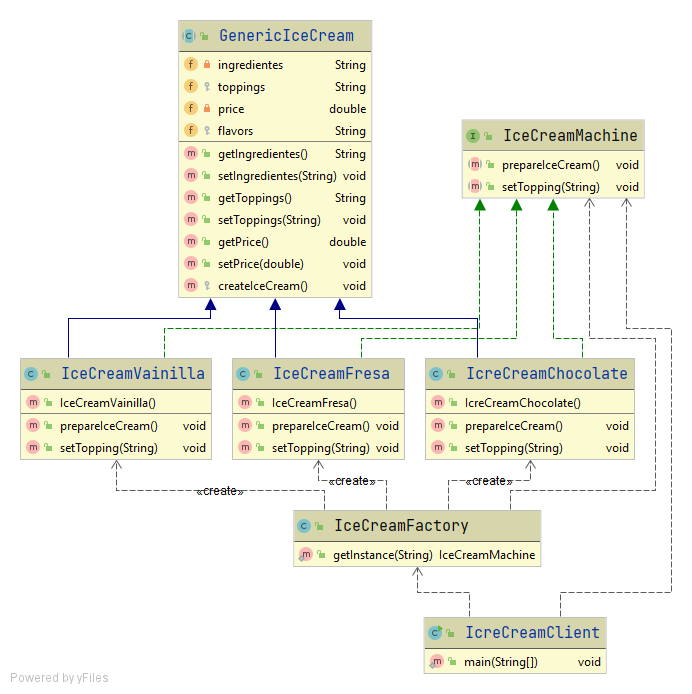 GenericIceCream
ingredientes String
toppings String
price double
flavors String
getIngredientes() String
setIngredientes(String) void
getToppings() String
setToppings(String) void
getPrice() double
setPrice(double) void
createIceCream() void
IceCreamMachine
prepareIceCream() void
setTopping(String) void
IceCreamVainilla
IceCreamVainilla()
prepareIceCream() void
setTopping(String) void
IceCreamFresa
IceCreamFresa()
prepareIceCream() void
setTopping(String) void
IcreCreamChocolate
IcreCreamChocolate()
prepareIceCream() void
setTopping(String) void
«create»
«create»
«create»
IceCreamFactory
getInstance(String) IceCreamMachine
IcreCreamClient
main(String[]) void
Powered by yFiles